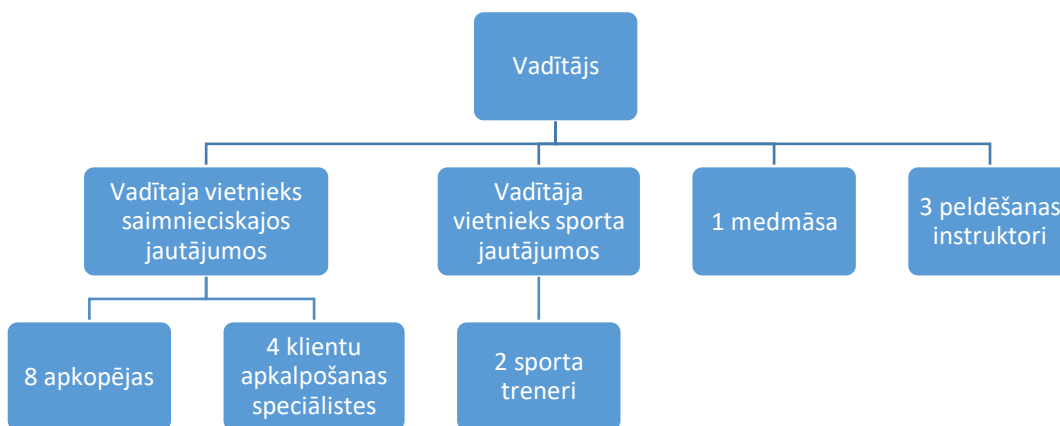 Vadītājs
Vadītaja vietnieks
saimnieciskajos
jautājumos
Vadītāja
vietnieks sporta
jautājumos
1 medmāsa
3 peldēšanas
instruktori
8 apkopējas
4 klientu
apkalpošanas
speciālistes
2 sporta
treneri